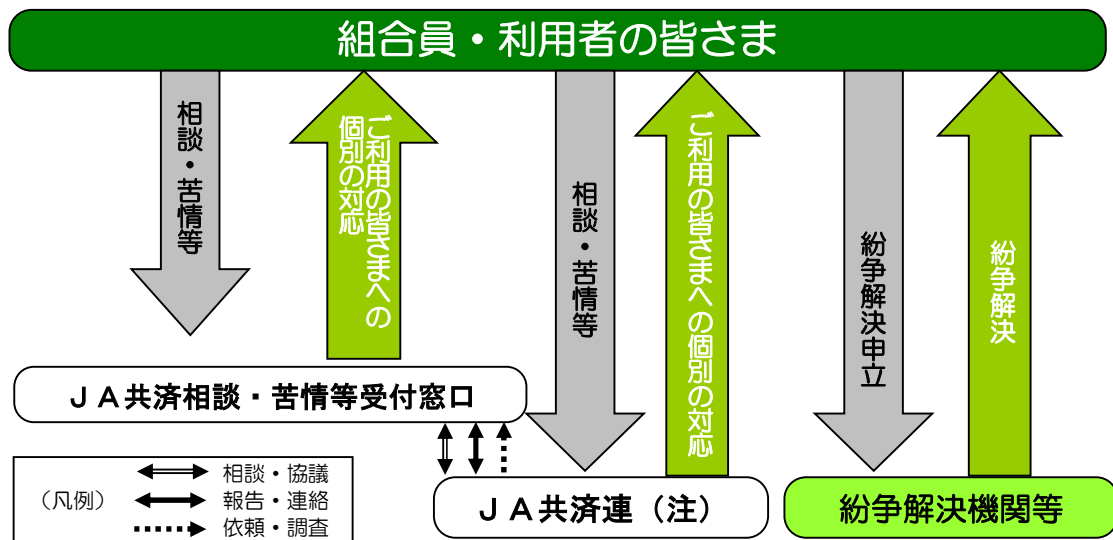 組合員・利用者の皆さま
相談・苦情等
ご利用の皆さまへの
個別の対応
相談・苦情等
ご利用の皆さまへの個別の対応
紛争解決申立
紛争解決
ＪＡ共済相談・苦情等受付窓口
ＪＡ共済連（注）
紛争解決機関等
（凡例）
相談・協議
報告・連絡
依頼・調査